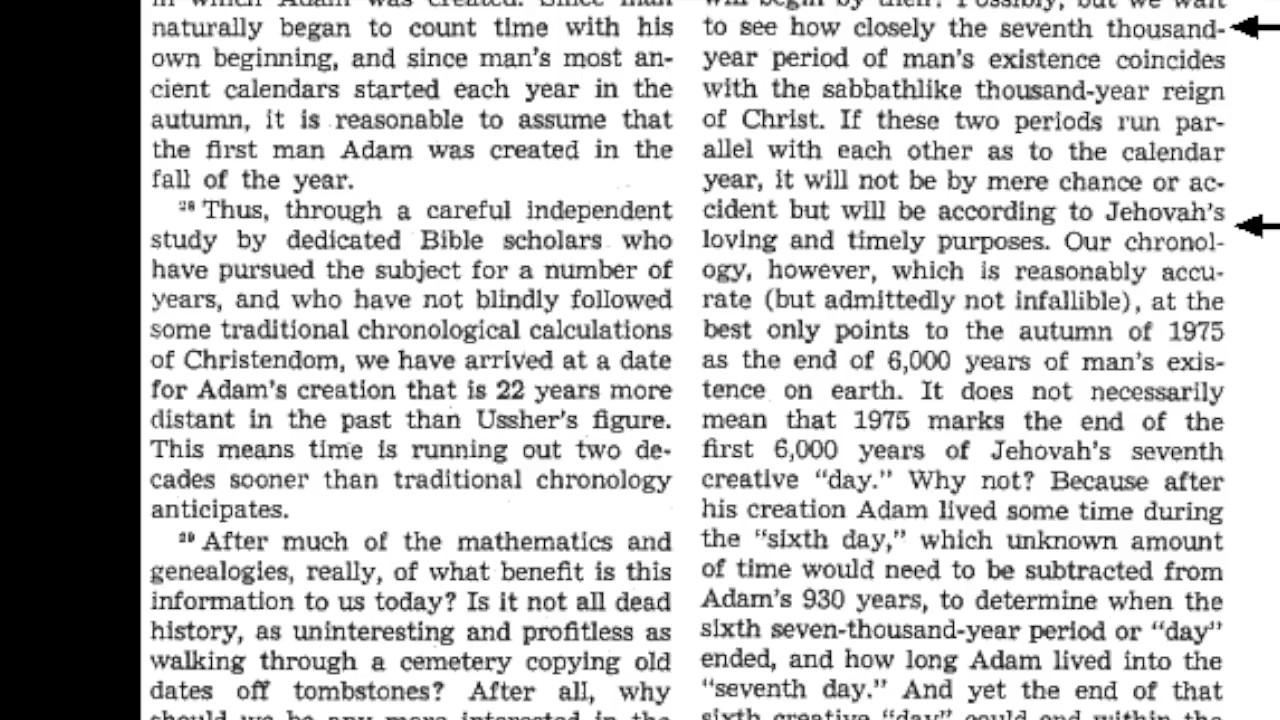 in which Adam was created. Since man
naturally began to count time with his
own beginning, and since man's most an-
cient calendars started each year in the
autumn, it is reasonable to assume that
the first man Adam was created in the
fall of the year.
²⁸ Thus, through a careful independent
study by dedicated Bible scholars who
have pursued the subject for a number of
years, and who have not blindly followed
some traditional chronological calculations
of Christendom, we have arrived at a date
for Adam's creation that is 22 years more
distant in the past than Ussher's figure.
This means time is running out two de-
cades sooner than traditional chronology
anticipates.
²⁹ After much of the mathematics and
genealogies, really, of what benefit is this
information to us today? Is it not all dead
history, as uninteresting and profitless as
walking through a cemetery copying old
dates off tombstones? After all, why
should we be any more interested in the
will begin by then? Possibly, but we wait
to see how closely the seventh thousand-
year period of man's existence coincides
with the sabbathlike thousand-year reign
of Christ. If these two periods run par-
allel with each other as to the calendar
year, it will not be by mere chance or ac-
cident but will be according to Jehovah's
loving and timely purposes. Our chronol-
ogy, however, which is reasonably accu-
rate (but admittedly not infallible), at the
best only points to the autumn of 1975
as the end of 6,000 years of man's exis-
tence on earth. It does not necessarily
mean that 1975 marks the end of the
first 6,000 years of Jehovah's seventh
creative "day." Why not? Because after
his creation Adam lived some time during
the "sixth day," which unknown amount
of time would need to be subtracted from
Adam's 930 years, to determine when the
sixth seven-thousand-year period or "day"
ended, and how long Adam lived into the
"seventh day." And yet the end of that
sixth creative "day" could end within the